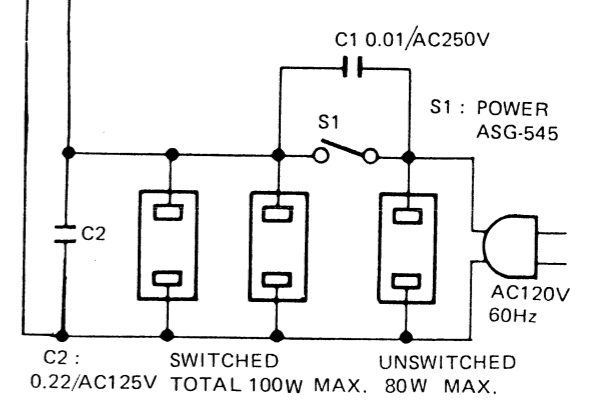 C1 0.01/AC250V
S1
S1 : POWER
ASG-545
C2
AC120V
60Hz
C2 :
0.22/AC125V
SWITCHED
TOTAL 100W MAX.
UNSWITCHED
80W MAX.